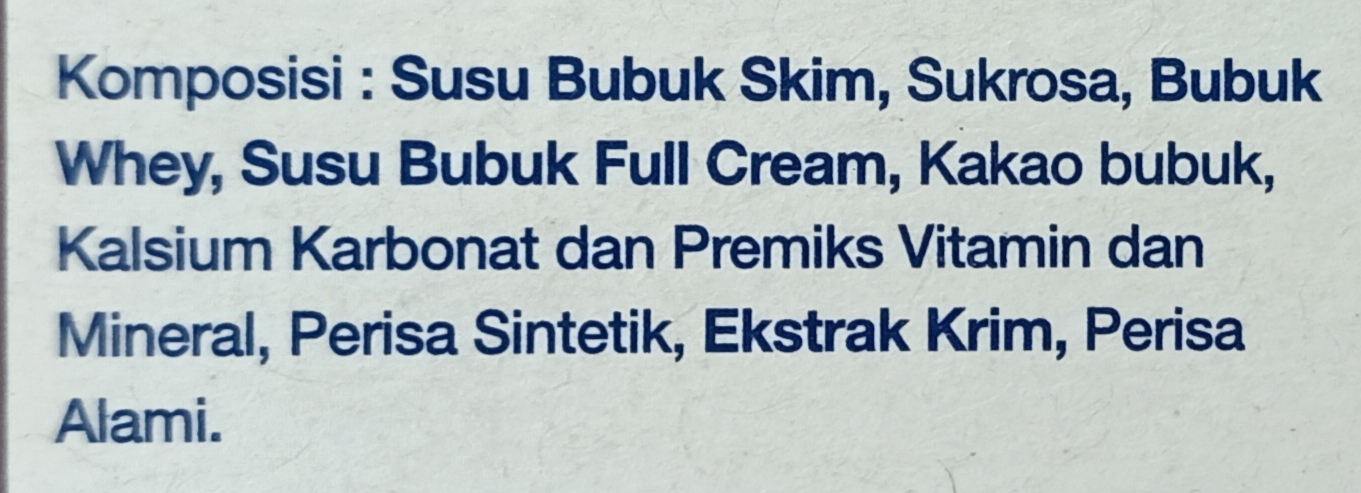 Komposisi : Susu Bubuk Skim, Sukrosa, Bubuk
Whey, Susu Bubuk Full Cream, Kakao bubuk,
Kalsium Karbonat dan Premiks Vitamin dan
Mineral, Perisa Sintetik, Ekstrak Krim, Perisa
Alami.